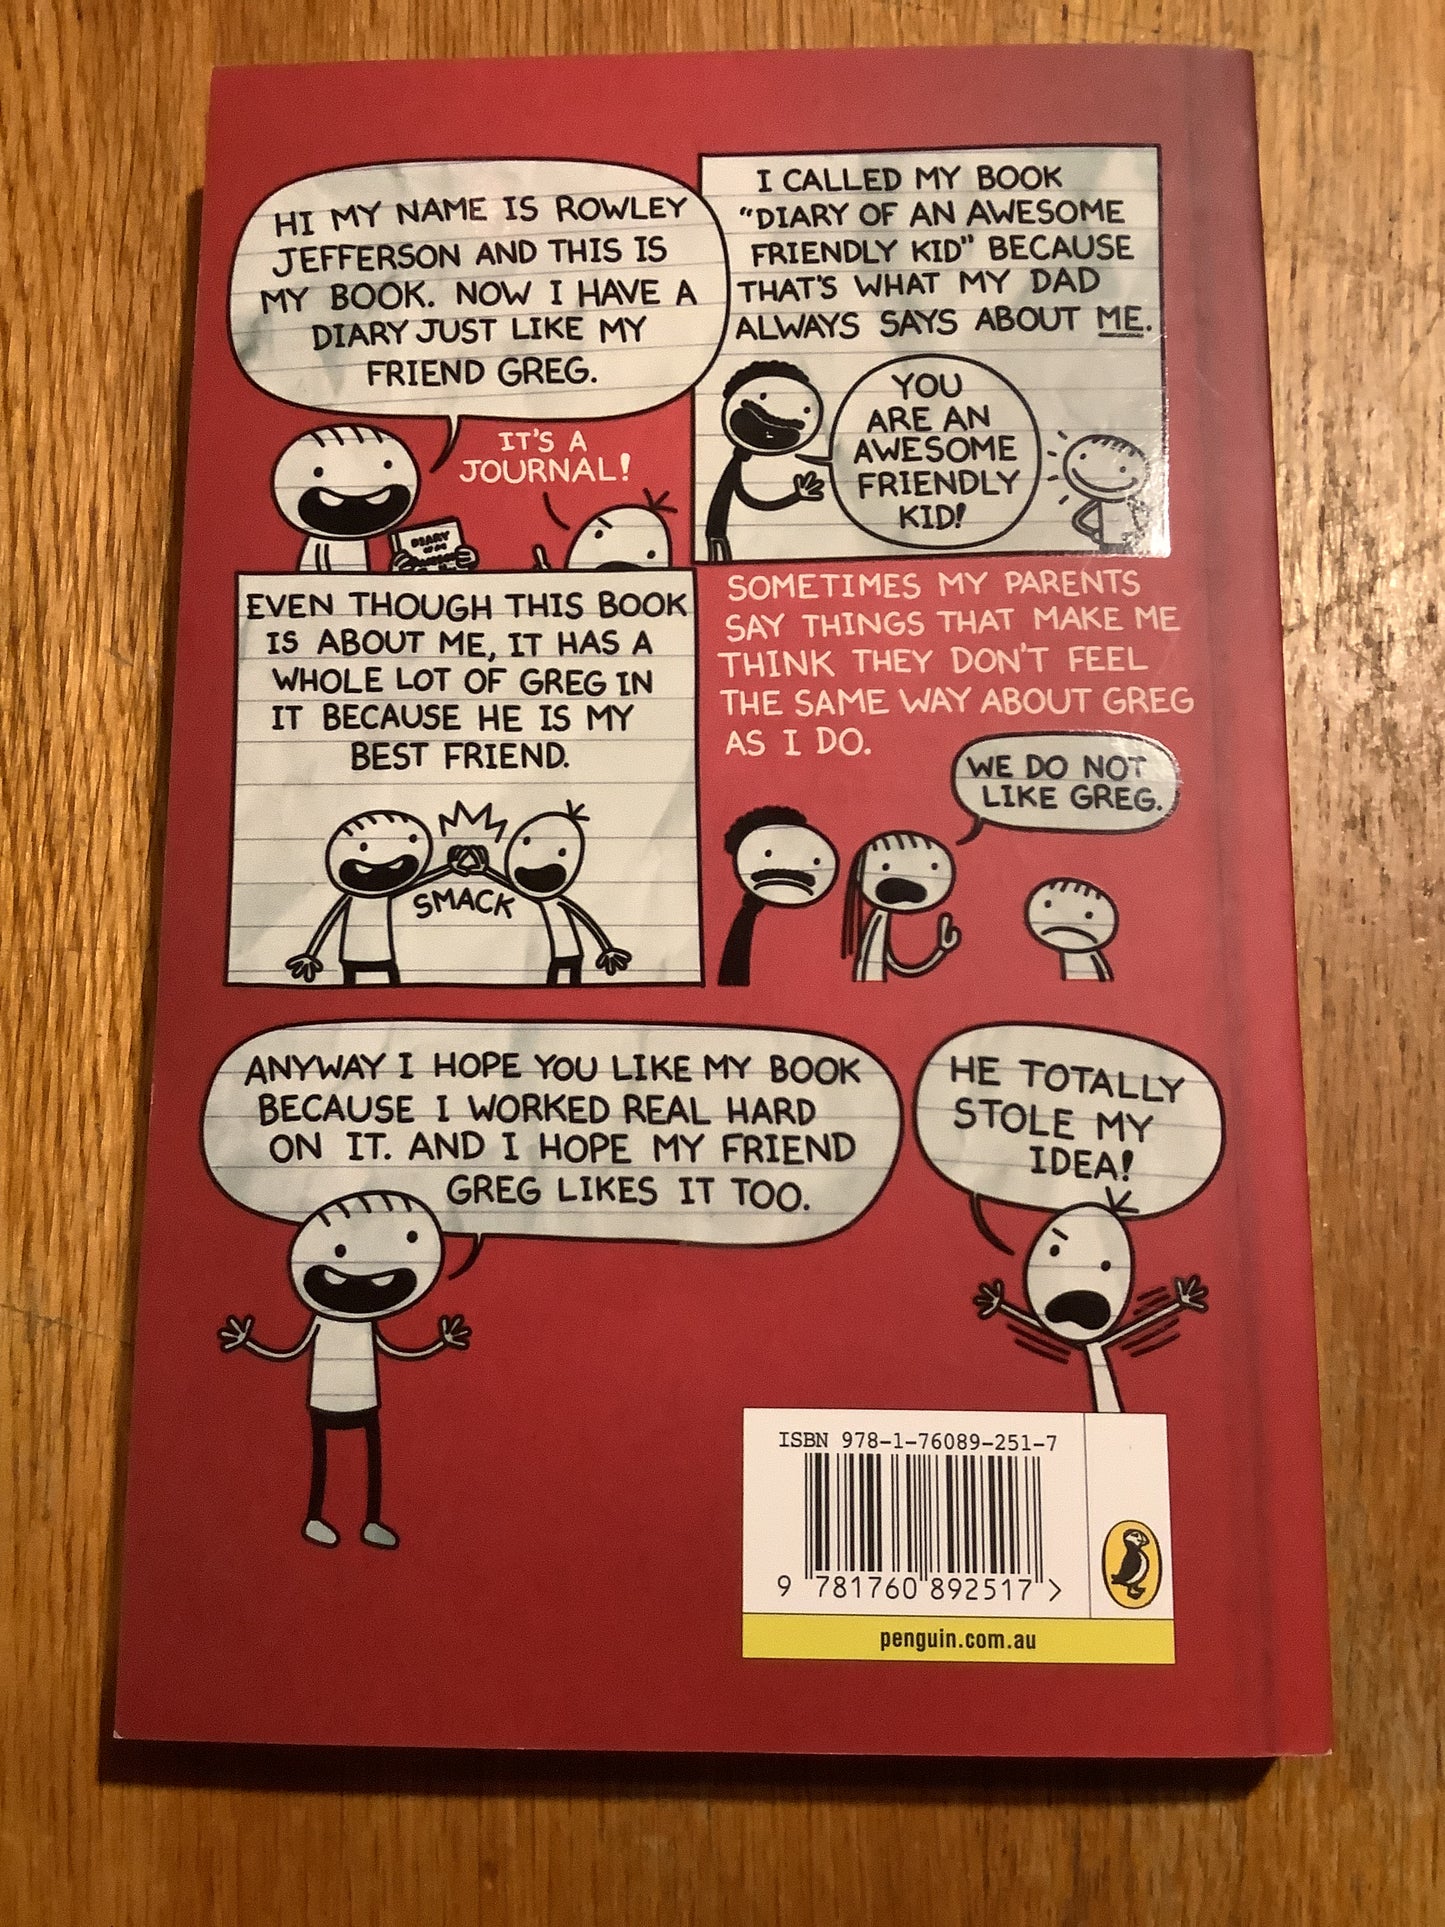 HI MY NAME IS ROWLEY
JEFFERSON AND THIS IS
MY BOOK. NOW I HAVE A
DIARY JUST LIKE MY
FRIEND GREG.
IT'S A
JOURNAL!
DIARY
I CALLED MY BOOK
"DIARY OF AN AWESOME
FRIENDLY KID" BECAUSE
THAT'S WHAT MY DAD
ALWAYS SAYS ABOUT ME.
YOU
ARE AN
AWESOME
FRIENDLY
KID!
EVEN THOUGH THIS BOOK
IS ABOUT ME, IT HAS A
WHOLE LOT OF GREG IN
IT BECAUSE HE IS MY
BEST FRIEND.
SMACK
SOMETIMES MY PARENTS
SAY THINGS THAT MAKE ME
THINK THEY DON'T FEEL
THE SAME WAY ABOUT GREG
AS I DO.
WE DO NOT
LIKE GREG.
ANYWAY I HOPE YOU LIKE MY BOOK
BECAUSE I WORKED REAL HARD
ON IT. AND I HOPE MY FRIEND
GREG LIKES IT TOO.
HE TOTALLY
STOLE MY
IDEA!
ISBN 978-1-76089-251-7
9 781760 892517 >
penguin.com.au